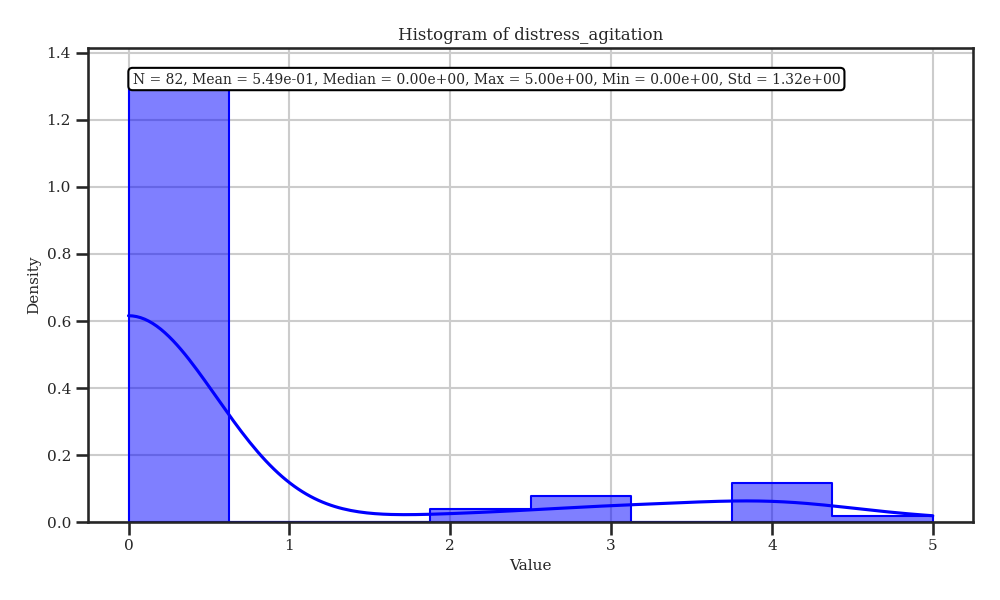 Histogram of distress_agitation
N = 82, Mean = 5.49e-01, Median = 0.00e+00, Max = 5.00e+00, Min = 0.00e+00, Std = 1.32e+00
1.4
1.2
1.0
0.8
0.6
0.4
0.2
0.0
Density
0 1 2 3 4 5
Value